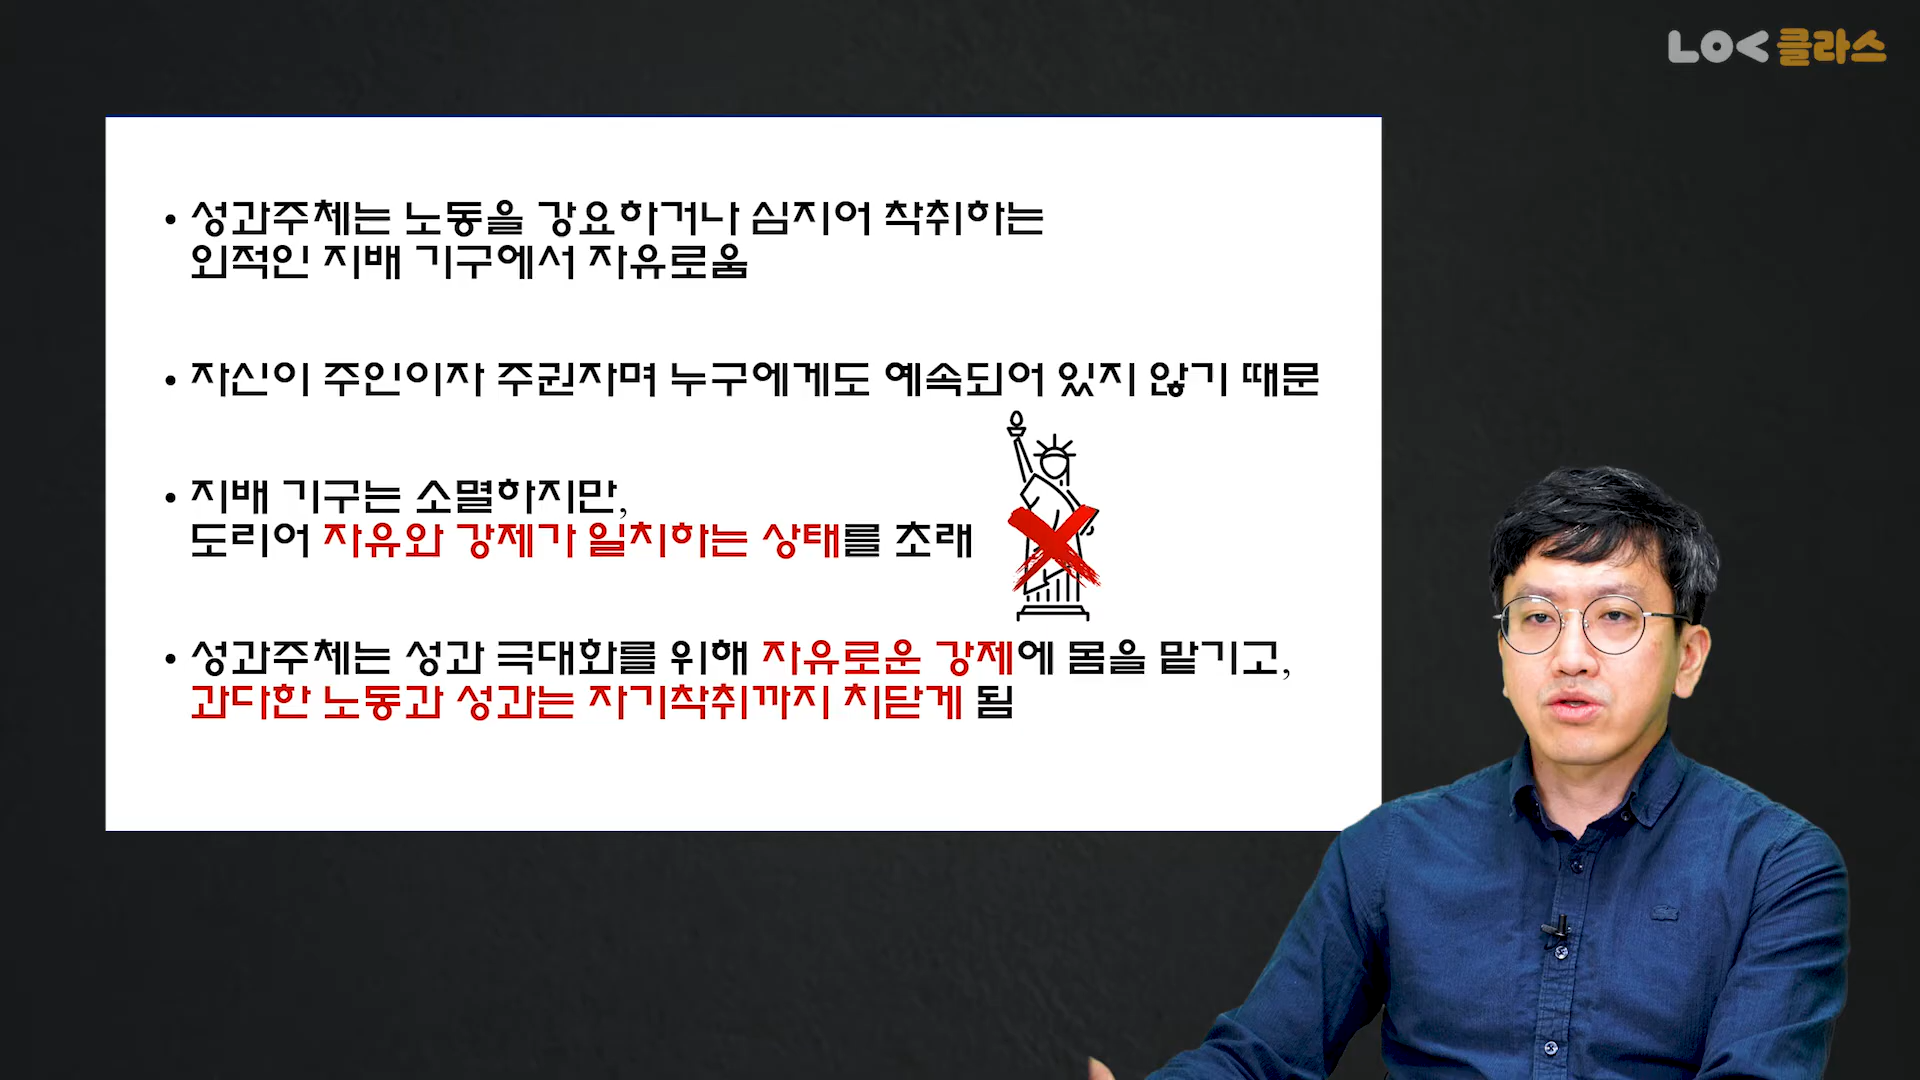 LOC 클라스
• 성과주체는 노동을 강요하거나 심지어 착취하는
외적인 지배 기구에서 자유로움
• 자신이 주인이자 주권자며 누구에게도 예속되어 있지 않기 때문
• 지배 기구는 소멸하지만,
도리어 자유와 강제가 일치하는 상태를 초래
• 성과주체는 성과 극대화를 위해 자유로운 강제에 몸을 맡기고,
과다한 노동과 성과는 자기착취까지 치닫게 됨